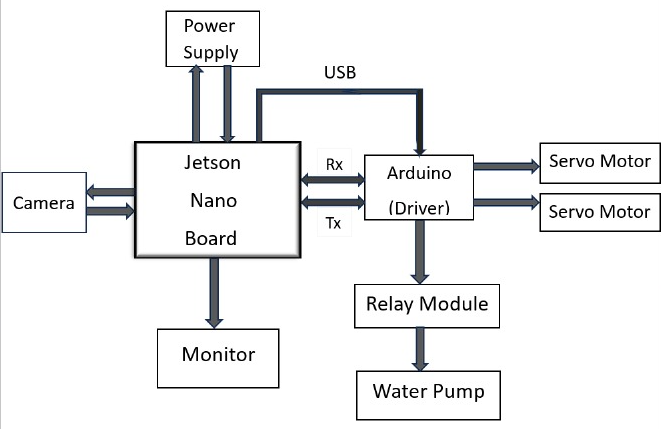 Power
Supply
USB
Jetson
Nano
Board
Rx
Tx
Camera
Arduino
(Driver)
Servo Motor
Servo Motor
Relay Module
Monitor
Water Pump